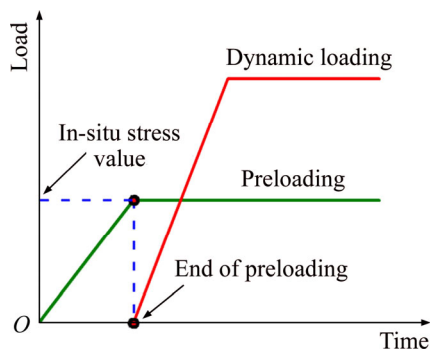 Load
Dynamic loading
In-situ stress
value
Preloading
End of preloading
O
Time